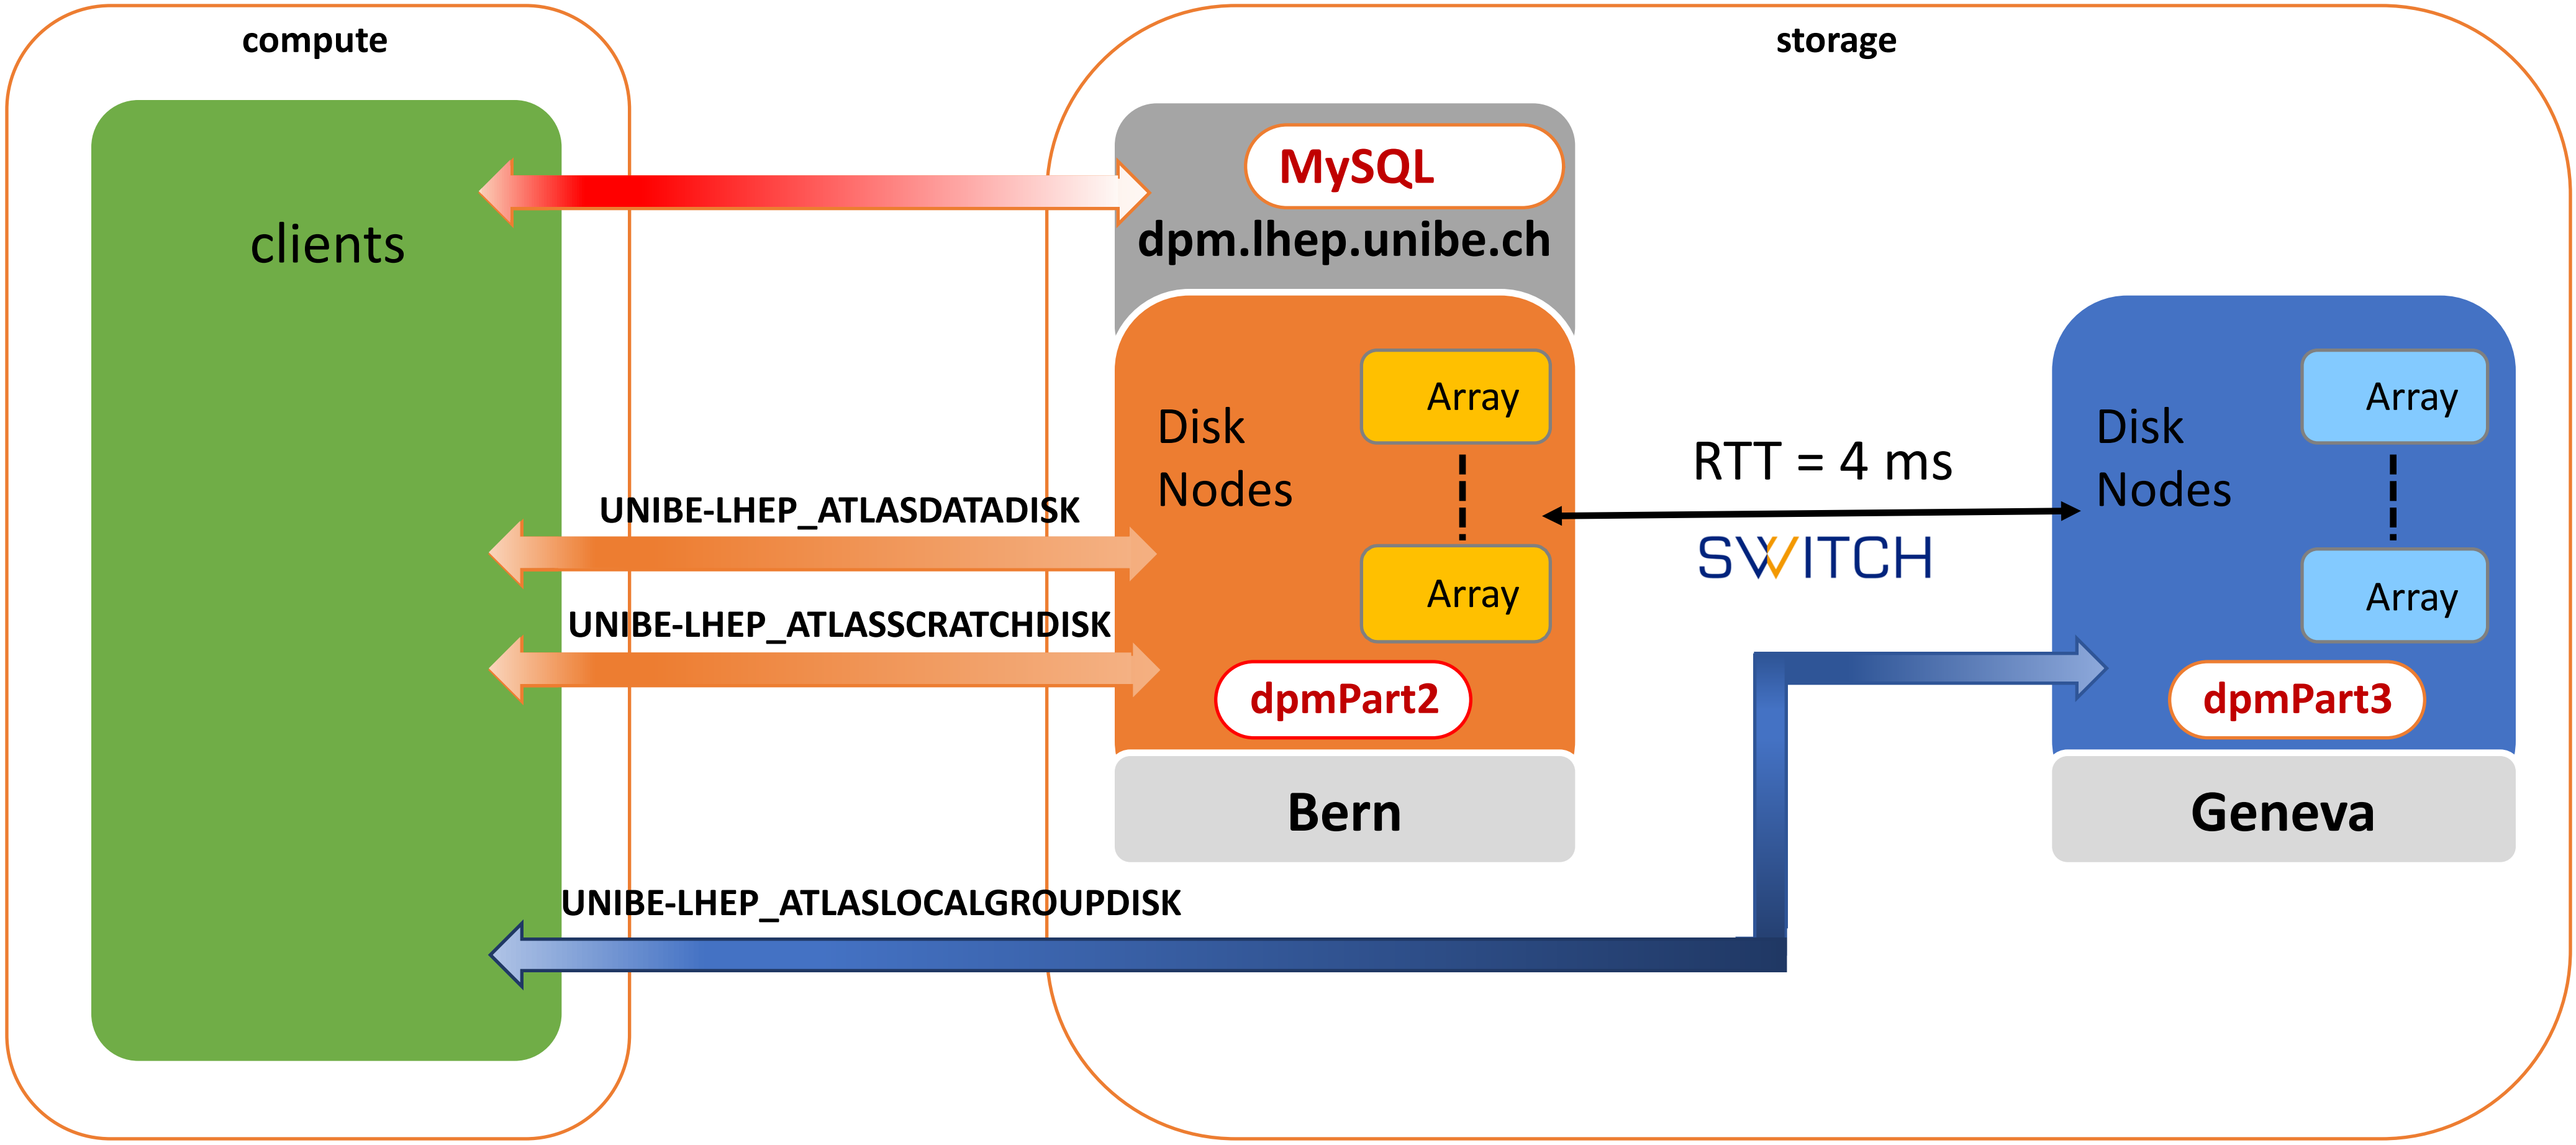 compute
storage
clients
MySQL
dpm.lhep.unibe.ch
Disk
Nodes
Array
Array
UNIBE-LHEP_ATLASDATADISK
UNIBE-LHEP_ATLASSCRATCHDISK
dpmPart2
Bern
RTT = 4 ms
SWITCH
Disk
Nodes
Array
Array
dpmPart3
Geneva
UNIBE-LHEP_ATLASLOCALGROUPDISK